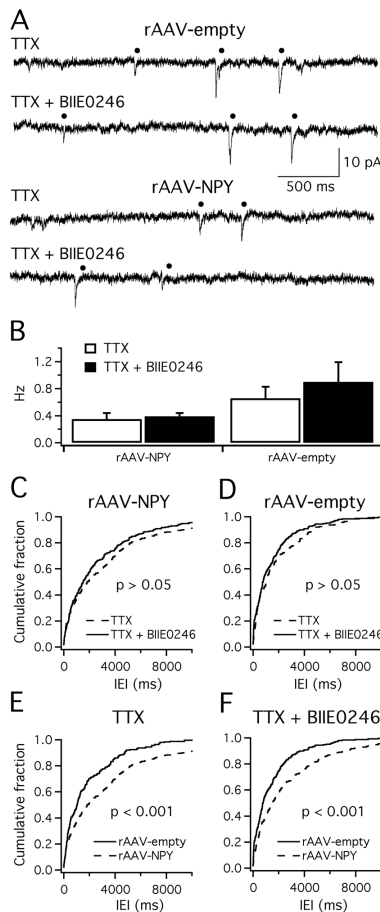 A
rAAV-empty
TTX
TTX + BIIE0246
10 pA
500 ms
rAAV-NPY
TTX
TTX + BIIE0246
B
TTX
TTX + BIIE0246
Hz
1.2
0.8
0.4
0.0
rAAV-NPY rAAV-empty
C D
rAAV-NPY rAAV-empty
Cumulative fraction
1.0 1.0
0.8 0.8
0.6 0.6
0.4 0.4
0.2 0.2
0.0 0.0
p > 0.05 p > 0.05
TTX TTX
TTX + BIIE0246 TTX + BIIE0246
0 4000 8000 0 4000 8000
IEI (ms) IEI (ms)
E F
TTX TTX + BIIE0246
Cumulative fraction
1.0 1.0
0.8 0.8
0.6 0.6
0.4 0.4
0.2 0.2
0.0 0.0
p < 0.001 p < 0.001
rAAV-empty rAAV-empty
rAAV-NPY rAAV-NPY
0 4000 8000 0 4000 8000
IEI (ms) IEI (ms)